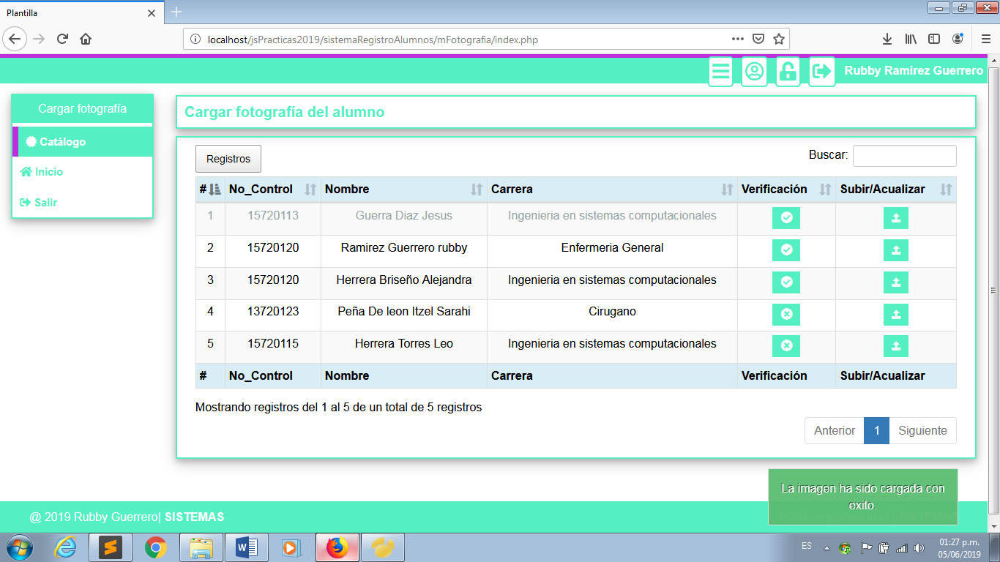 Plantilla
localhost/jsPracticas2019/sistemaRegistroAlumnos/mFotografia/index.php
Rubby Ramirez Guerrero
Cargar fotografía
Catálogo
Inicio
Salir
Cargar fotografía del alumno
Registros
Buscar:
# No_Control Nombre Carrera Verificación Subir/Acualizar
1 15720113 Guerra Diaz Jesus Ingenieria en sistemas computacionales
2 15720120 Ramirez Guerrero rubby Enfermeria General
3 15720120 Herrera Briseño Alejandra Ingenieria en sistemas computacionales
4 13720123 Peña De leon Itzel Sarahi Cirugano
5 15720115 Herrera Torres Leo Ingenieria en sistemas computacionales
# No_Control Nombre Carrera Verificación Subir/Acualizar
Mostrando registros del 1 al 5 de un total de 5 registros
Anterior 1 Siguiente
La imagen ha sido cargada con
exito.
@ 2019 Rubby Guerrero| SISTEMAS
ES
01:27 p.m.
05/06/2019